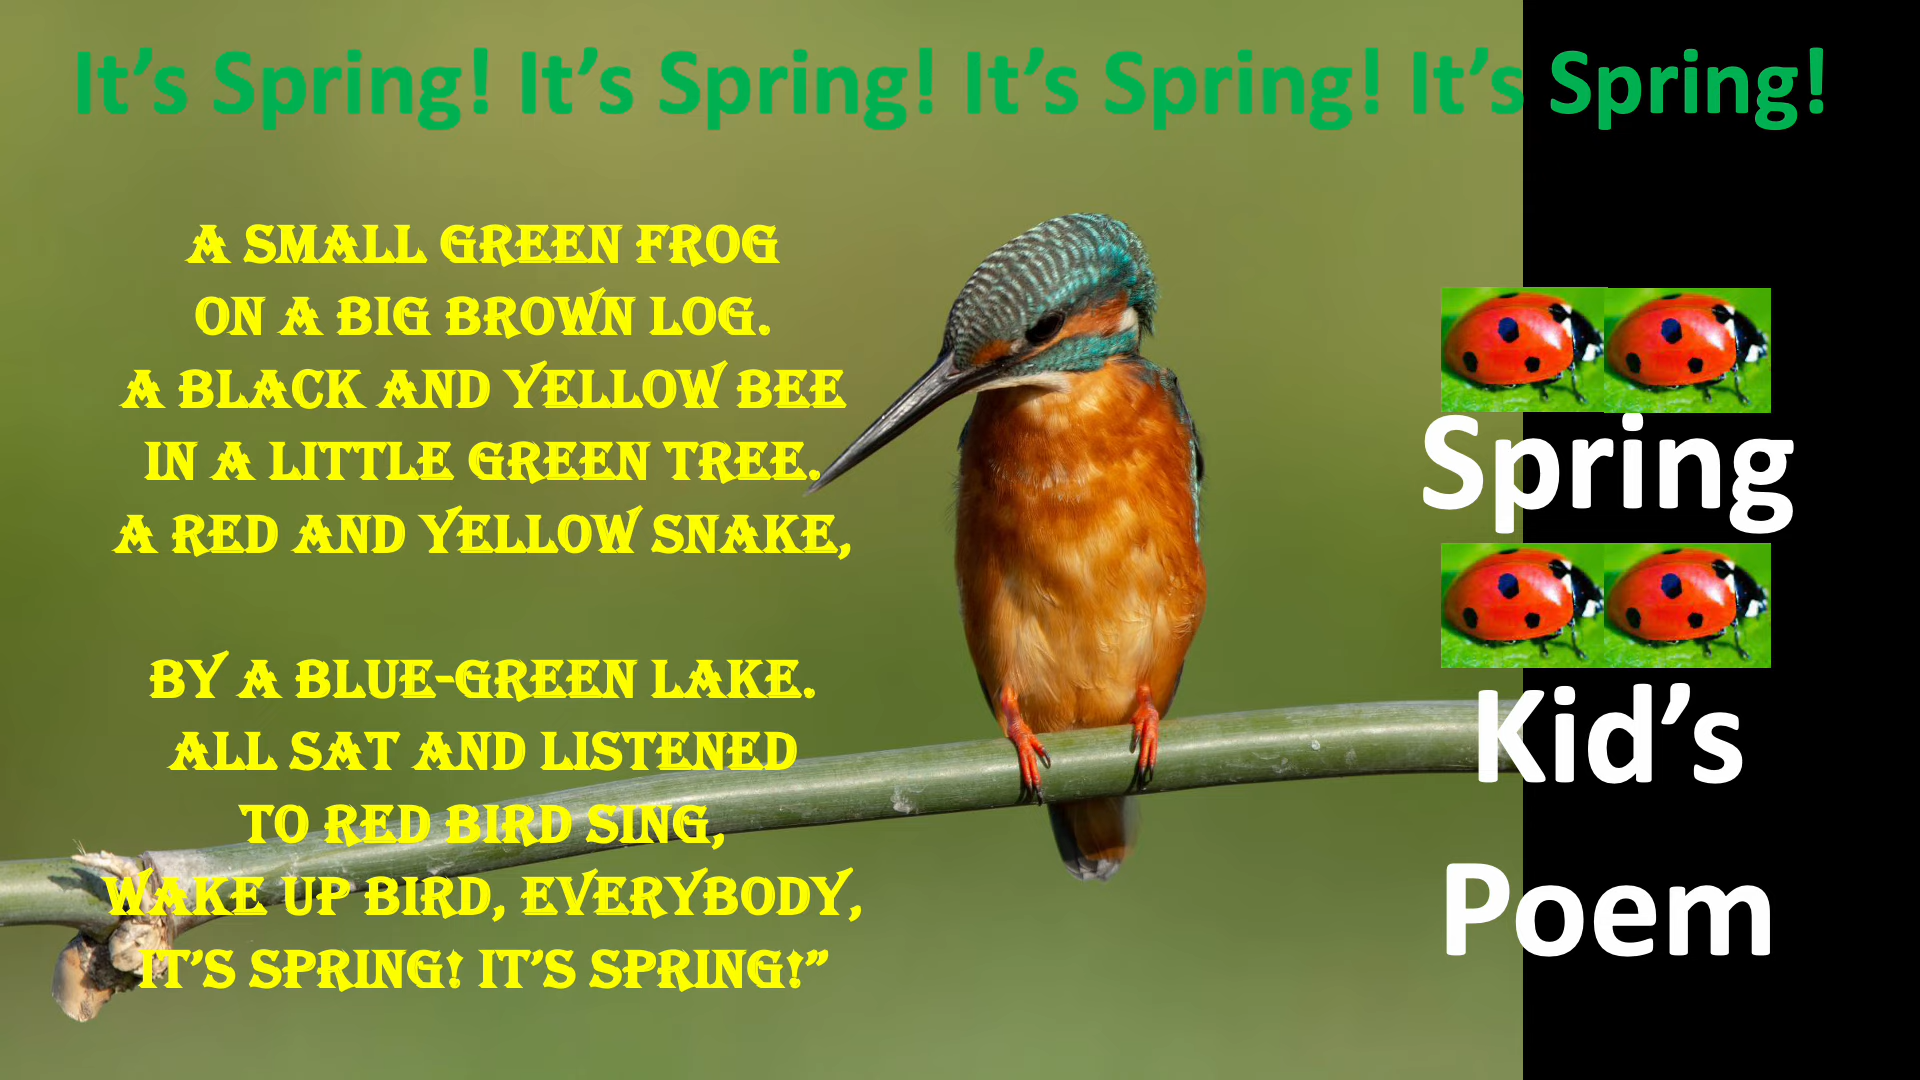 It’s Spring! It’s Spring! It’s Spring! It’s Spring!
A SMALL GREEN FROG
ON A BIG BROWN LOG.
A BLACK AND YELLOW BEE
IN A LITTLE GREEN TREE.
A RED AND YELLOW SNAKE,
BY A BLUE-GREEN LAKE.
ALL SAT AND LISTENED
TO RED BIRD SING,
WAKE UP BIRD, EVERYBODY,
IT’S SPRING! IT’S SPRING!”
Spring
Kid’s
Poem